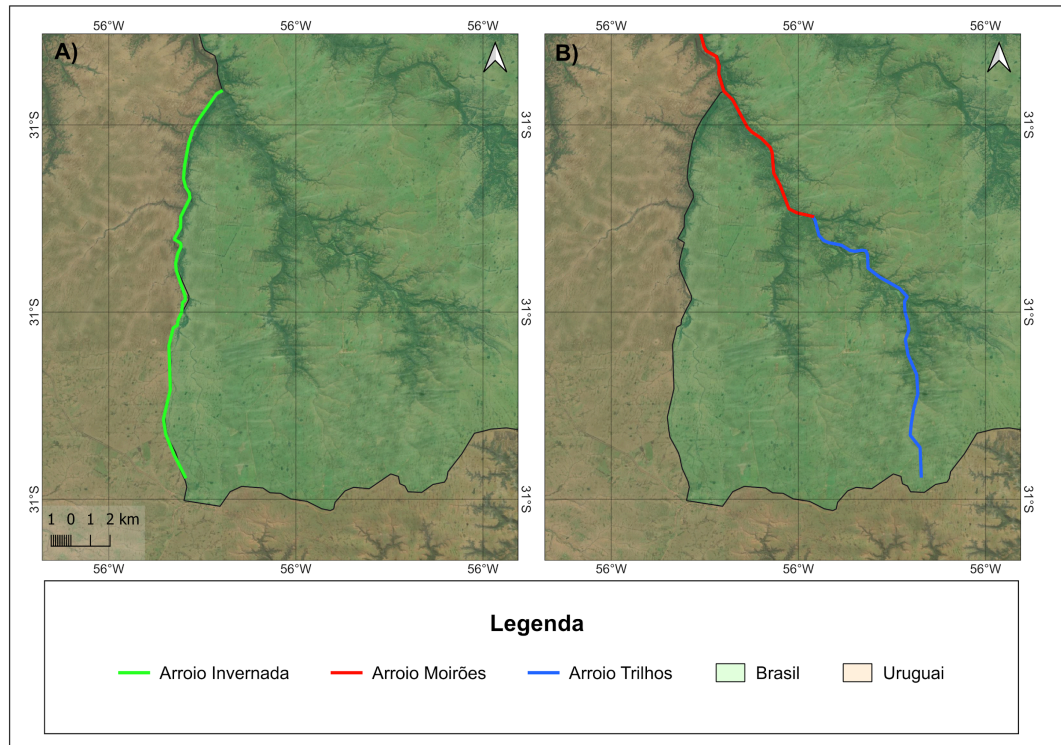 56°W 56°W 56°W 56°W 56°W 56°W
A) B)
31°S 31°S 31°S 31°S
31°S 31°S 31°S 31°S
31°S 31°S 31°S 31°S
1 0 1 2 km
56°W 56°W 56°W 56°W 56°W 56°W
Legenda
Arroio Invernada Arroio Moirões Arroio Trilhos Brasil Uruguai